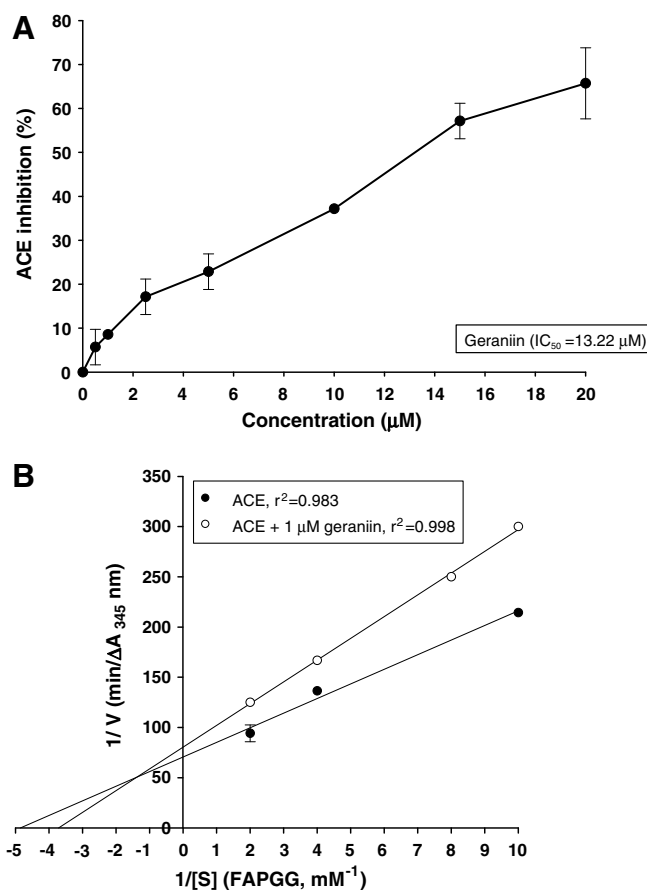 A
80
70
60
50
40
30
20
10
0
ACE inhibition (%)
Geraniin (IC₅₀ =13.22 µM)
0 2 4 6 8 10 12 14 16 18 20
Concentration (µM)
B
350
300
250
200
150
100
50
0
1/ V (min/ΔA ₃₄₅ nm)
ACE, r²=0.983
ACE + 1 µM geraniin, r²=0.998
-5 -4 -3 -2 -1 0 1 2 3 4 5 6 7 8 9 10
1/[S] (FAPGG, mM⁻¹)